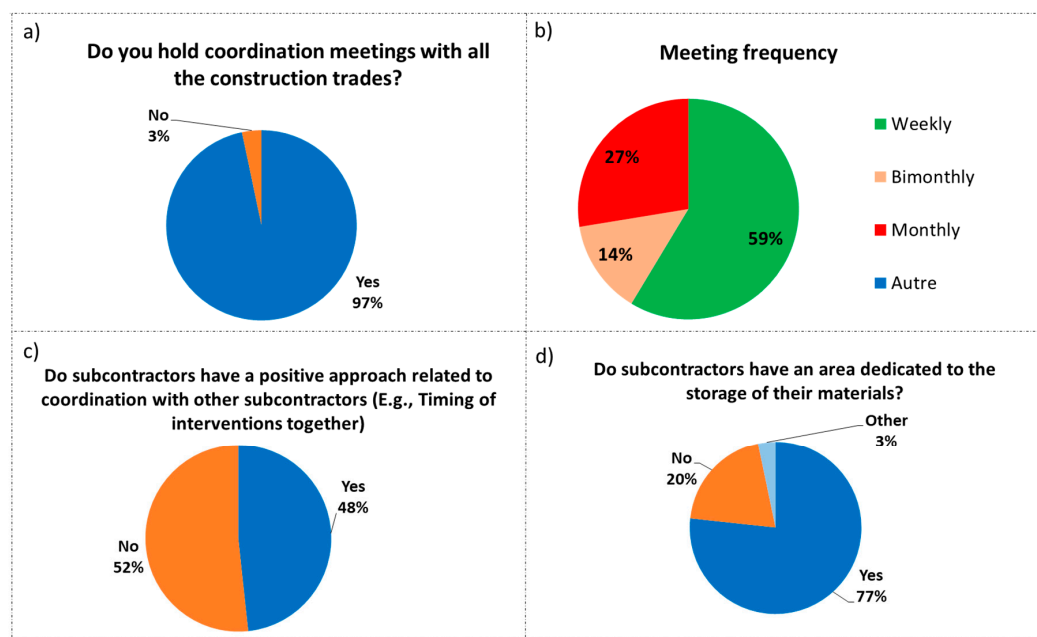 a)
Do you hold coordination meetings with all
the construction trades?
No
3%
Yes
97%
b)
Meeting frequency
27%
14%
59%
Weekly
Bimonthly
Monthly
Autre
c)
Do subcontractors have a positive approach related to
coordination with other subcontractors (E.g., Timing of
interventions together)
Yes
48%
No
52%
d)
Do subcontractors have an area dedicated to the
storage of their materials?
Other
3%
No
20%
Yes
77%